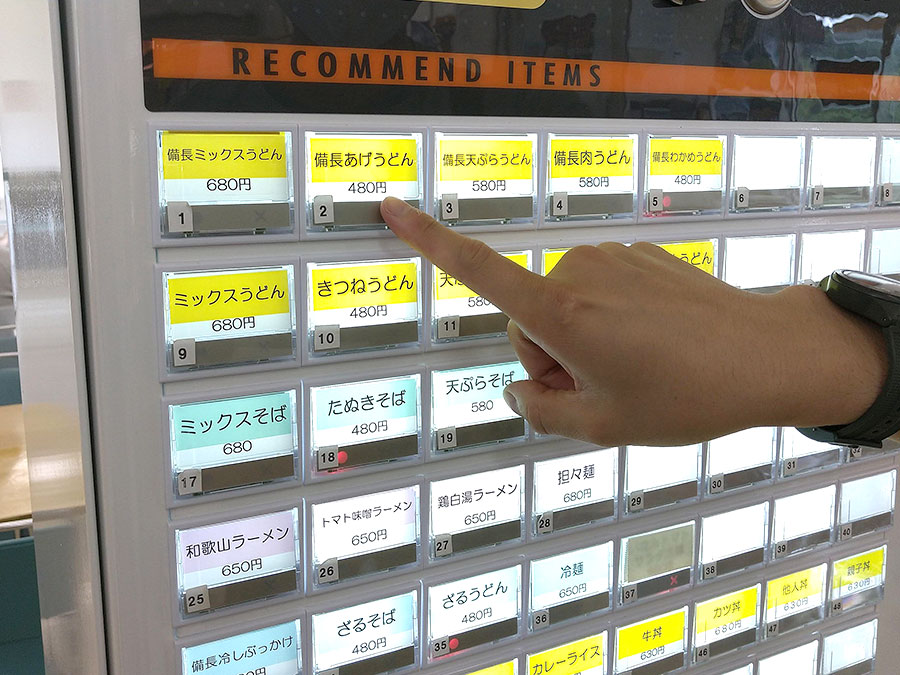 RECOMMEND ITEMS
備長ミックスうどん
680円
1
備長あげうどん
480円
2
備長天ぷらうどん
580円
3
備長肉うどん
580円
4
備長わかめうどん
480円
5
6
7
8
ミックスうどん
680円
9
きつねうどん
480円
10
天ぷ
580
11
うどん
ミックスそば
680
17
たぬきそば
480円
18
天ぷらそば
580
19
和歌山ラーメン
650円
25
トマト味噌ラーメン
650円
26
鶏白湯ラーメン
650円
27
担々麺
680円
28
29
30
31
32
備長冷しぶっかけ
ざるそば
480円
ざるうどん
480円
35
冷麺
650円
36
37
38
39
40
カレーライス
牛丼
630円
カツ丼
680円
46
他人丼
630円
47
親子丼
630円
48